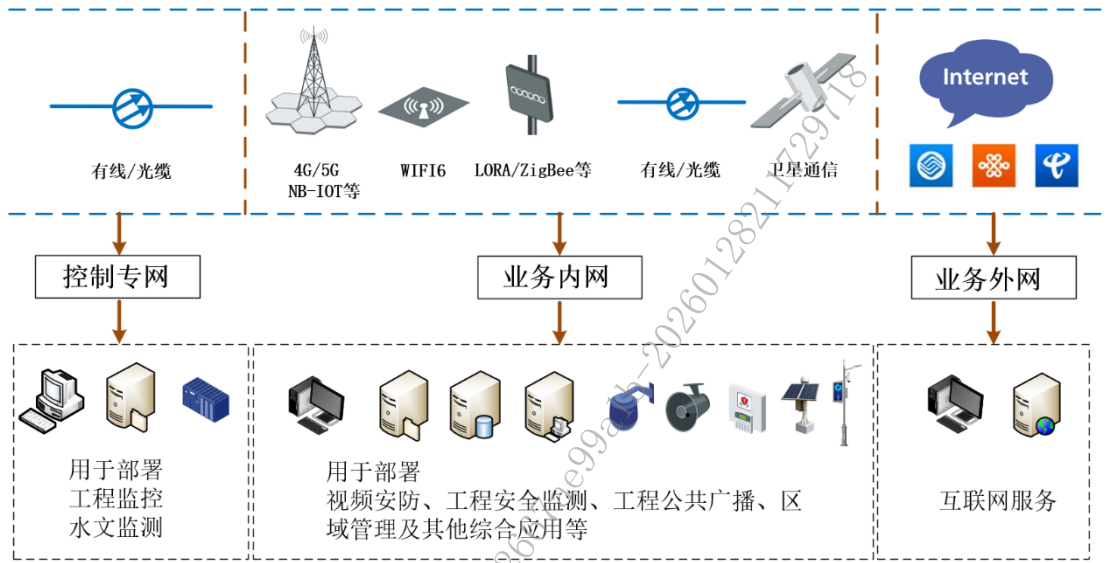 Internet
有线/光缆
4G/5G
NB-IOT等
WIFI6
LORA/ZigBee等
有线/光缆
卫星通信
控制专网
业务内网
业务外网
用于部署
工程监控
水文监测
用于部署
视频安防、工程安全监测、工程公共广播、区
域管理及其他综合应用等
互联网服务